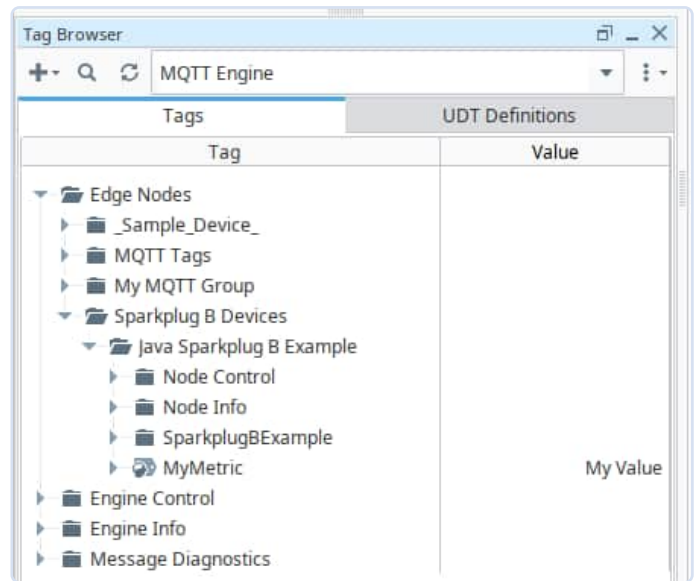 Tag Browser
MQTT Engine
Tags UDT Definitions
Tag Value
Edge Nodes
_Sample_Device_
MQTT Tags
My MQTT Group
Sparkplug B Devices
Java Sparkplug B Example
Node Control
Node Info
SparkplugBExample
MyMetric My Value
Engine Control
Engine Info
Message Diagnostics